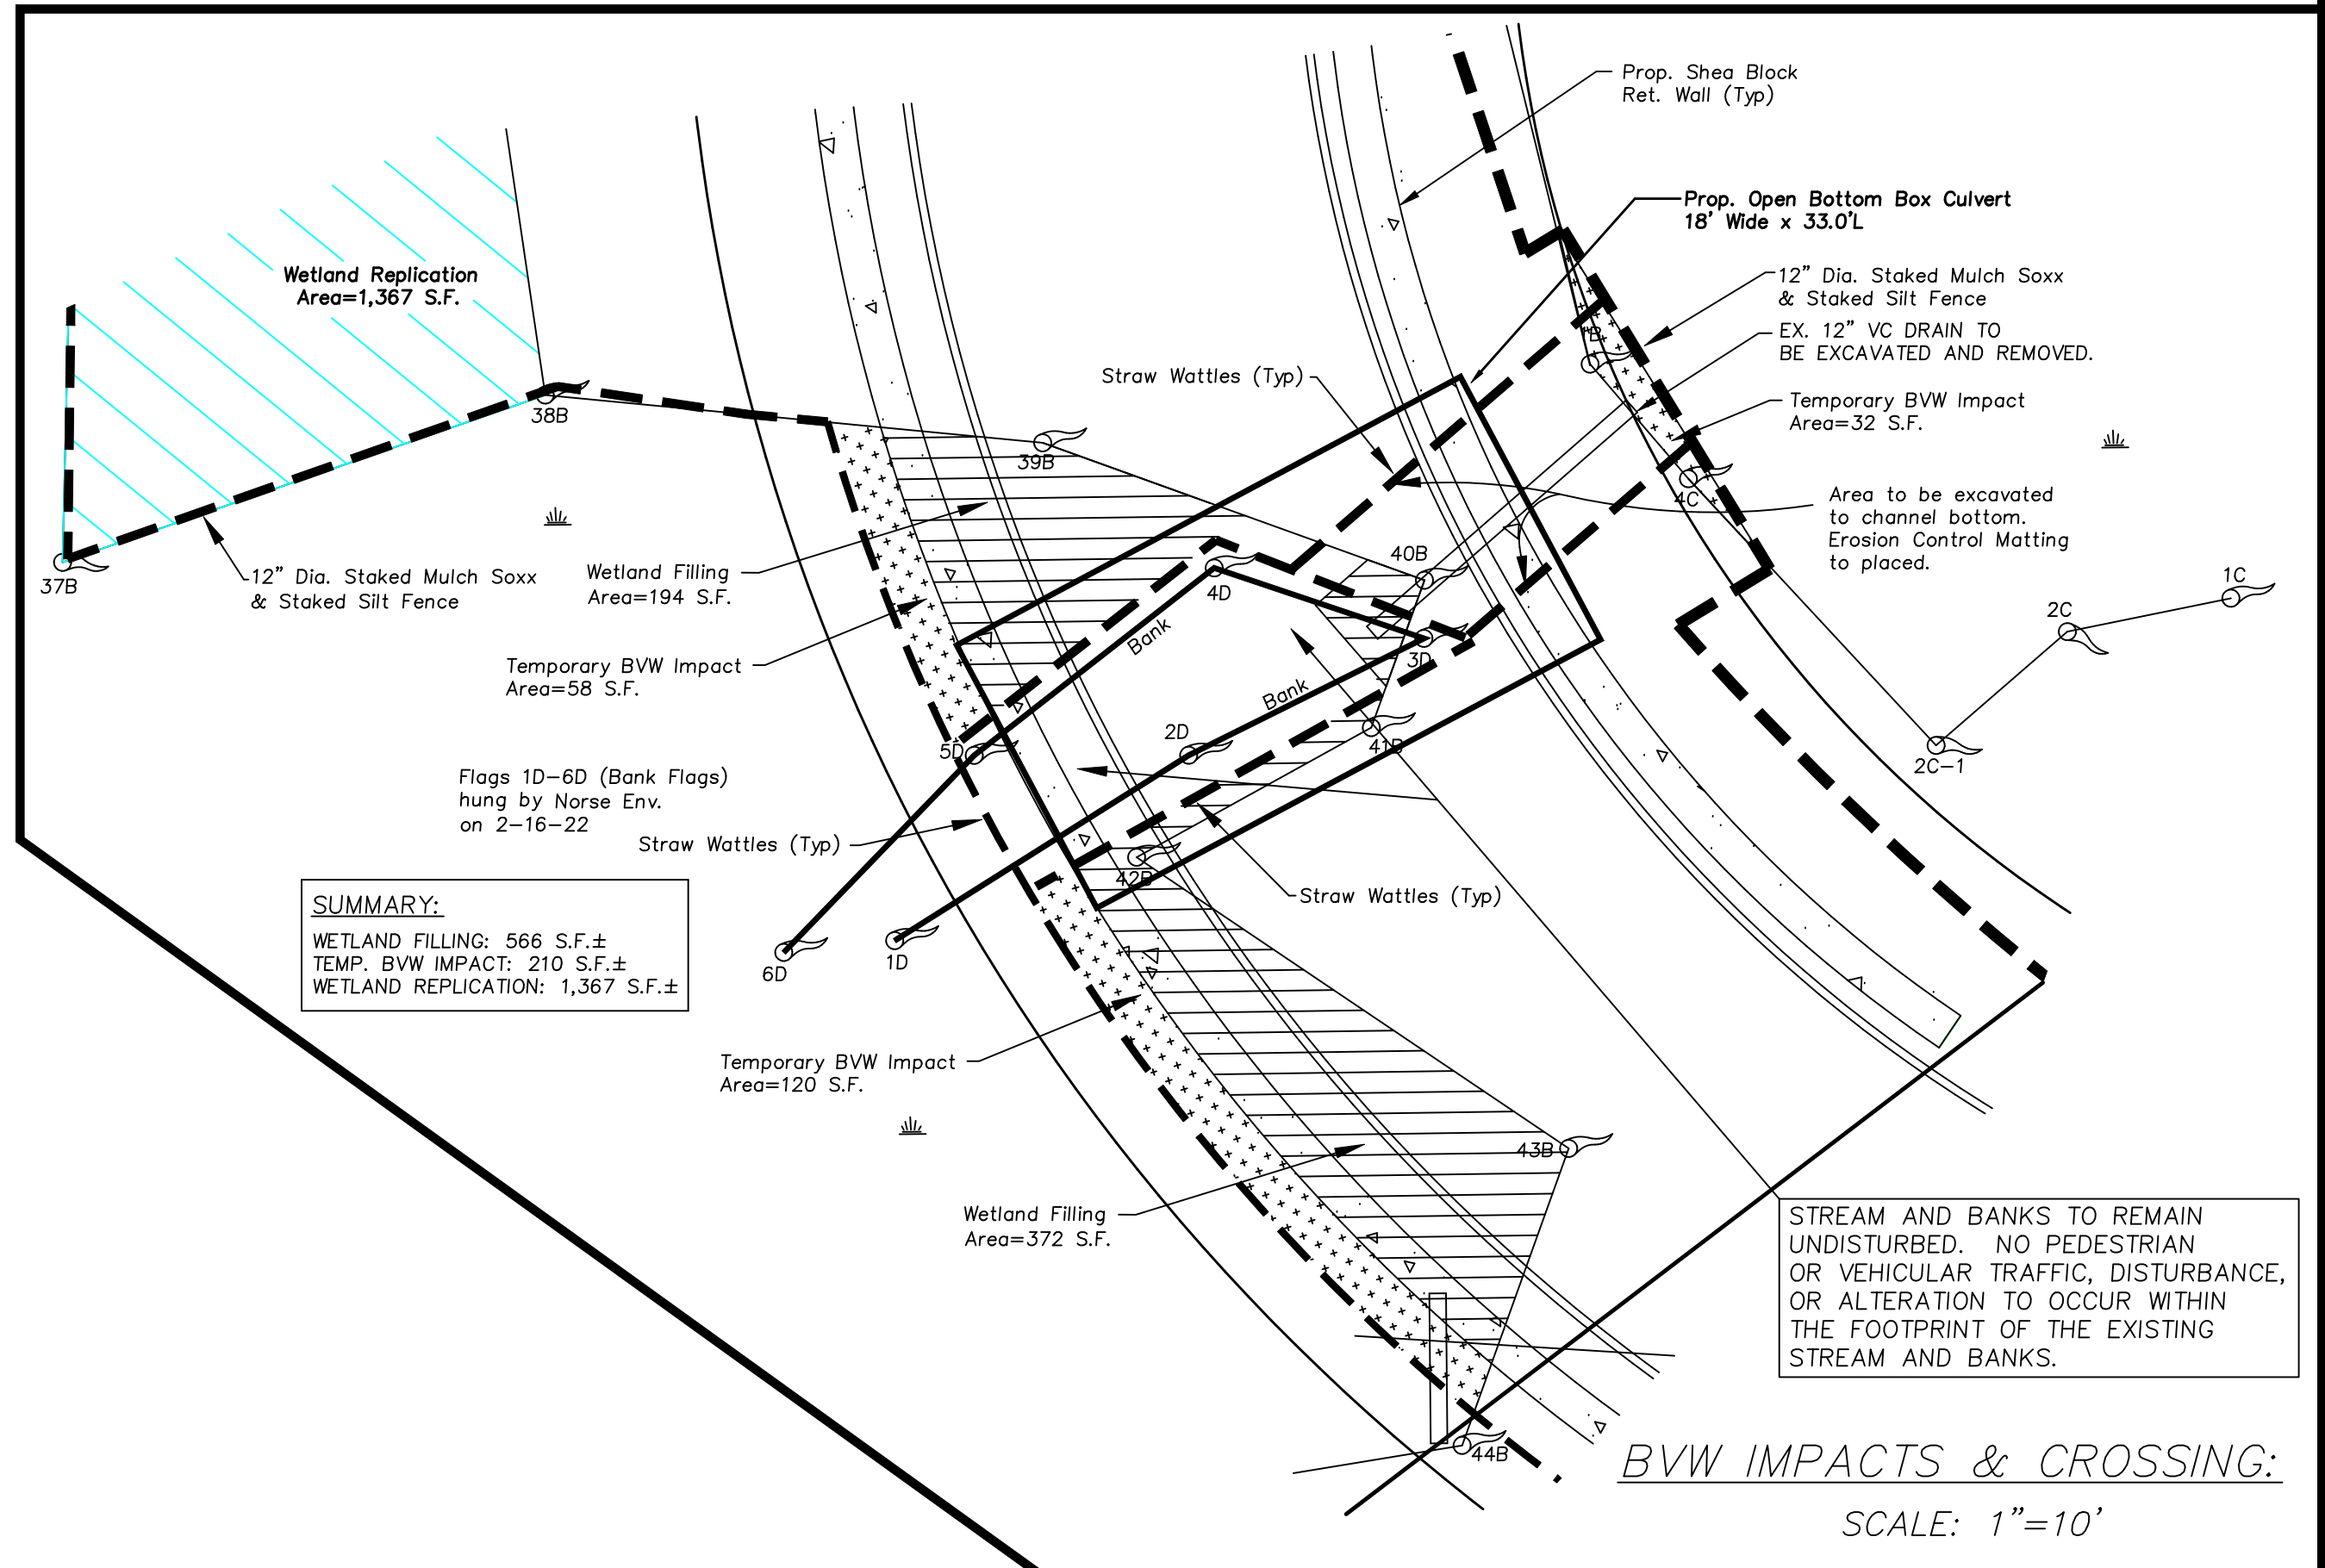 Prop. Shea Block
Ret. Wall (Typ)
Prop. Open Bottom Box Culvert
18' Wide x 33.0'L
Wetland Replication
Area=1,367 S.F.
12" Dia. Staked Mulch Soxx
& Staked Silt Fence
EX. 12" VC DRAIN TO
BE EXCAVATED AND REMOVED.
Straw Wattles (Typ)
Temporary BVW Impact
Area=32 S.F.
38B
39B
4C
Area to be excavated
to channel bottom.
Erosion Control Matting
to placed.
40B
37B
12" Dia. Staked Mulch Soxx
& Staked Silt Fence
Wetland Filling
Area=194 S.F.
4D
1C
2C
Bank
3D
Temporary BVW Impact
Area=58 S.F.
Bank
2D
41B
5D
2C-1
Flags 1D-6D (Bank Flags)
hung by Norse Env.
on 2-16-22
Straw Wattles (Typ)
42B
Straw Wattles (Typ)
SUMMARY:
WETLAND FILLING: 566 S.F.±
TEMP. BVW IMPACT: 210 S.F.±
WETLAND REPLICATION: 1,367 S.F.±
6D
1D
Temporary BVW Impact
Area=120 S.F.
43B
Wetland Filling
Area=372 S.F.
STREAM AND BANKS TO REMAIN
UNDISTURBED. NO PEDESTRIAN
OR VEHICULAR TRAFFIC, DISTURBANCE,
OR ALTERATION TO OCCUR WITHIN
THE FOOTPRINT OF THE EXISTING
STREAM AND BANKS.
44B
BVW IMPACTS & CROSSING:
SCALE: 1"=10'